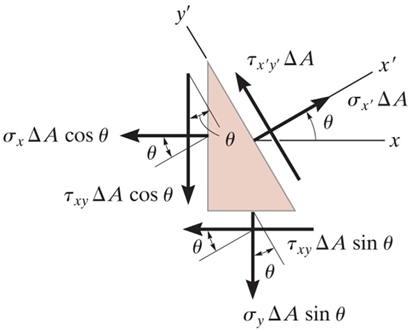 y′
τx′y′ ΔA
x′
σx′ ΔA
θ
x
σx ΔA cos θ
θ
θ
τxy ΔA cos θ
θ
τxy ΔA sin θ
θ
σy ΔA sin θ